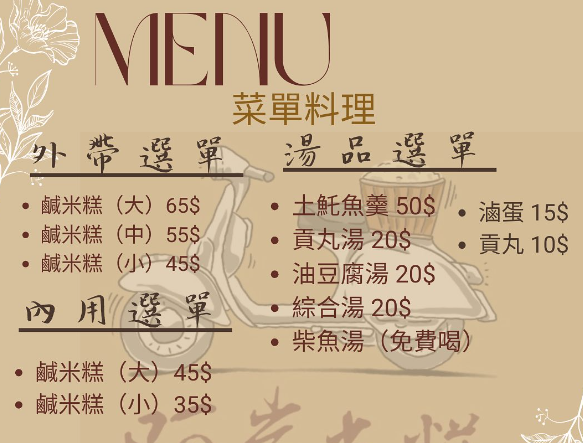 MENU
菜單料理
外帶選單
鹹米糕（大）65$
鹹米糕（中）55$
鹹米糕（小）45$
內用選單
鹹米糕（大）45$
鹹米糕（小）35$
湯品選單
土魠魚羹 50$
貢丸湯 20$
油豆腐湯 20$
綜合湯 20$
柴魚湯（免費喝）
滷蛋 15$
貢丸 10$